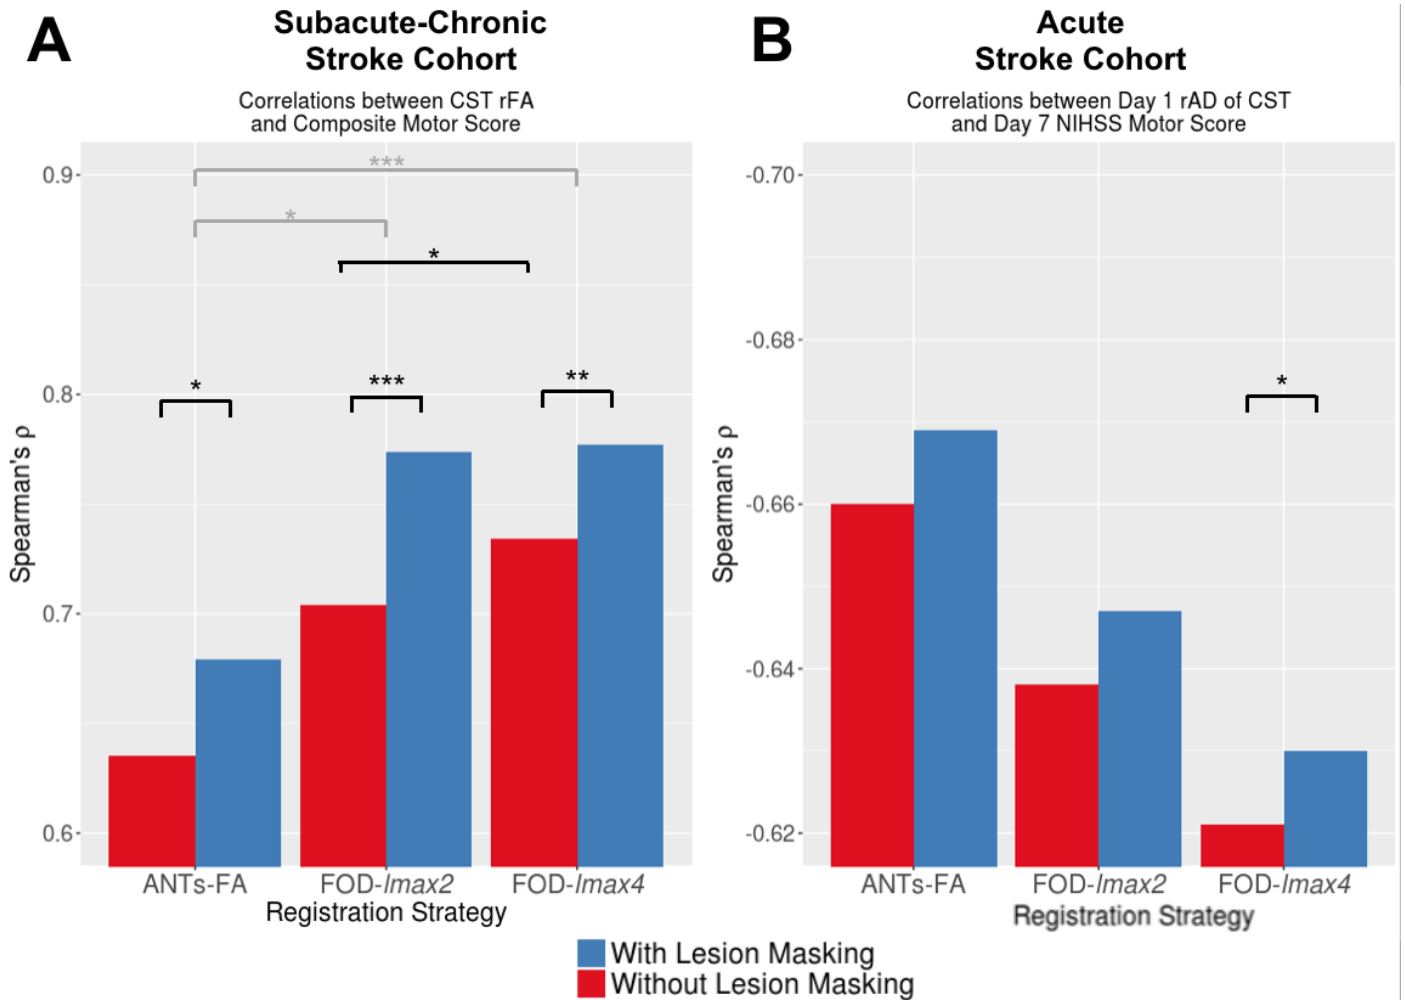 A
Subacute-Chronic
Stroke Cohort
Correlations between CST rFA
and Composite Motor Score
0.9
0.8
0.7
0.6
Spearman's ρ
***
*
*
*
***
**
ANTs-FA
FOD-lmax2
FOD-lmax4
Registration Strategy
B
Acute
Stroke Cohort
Correlations between Day 1 rAD of CST
and Day 7 NIHSS Motor Score
-0.70
-0.68
-0.66
-0.64
-0.62
Spearman's ρ
*
ANTs-FA
FOD-lmax2
FOD-lmax4
Registration Strategy
With Lesion Masking
Without Lesion Masking